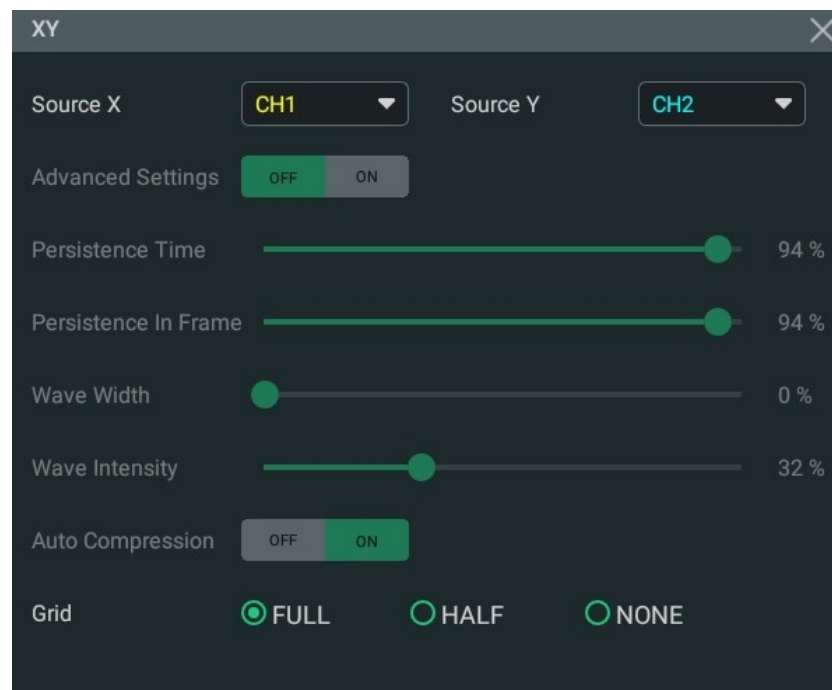 XY
Source X CH1 Source Y CH2
Advanced Settings OFF ON
Persistence Time 94 %
Persistence In Frame 94 %
Wave Width 0 %
Wave Intensity 32 %
Auto Compression OFF ON
Grid FULL HALF NONE